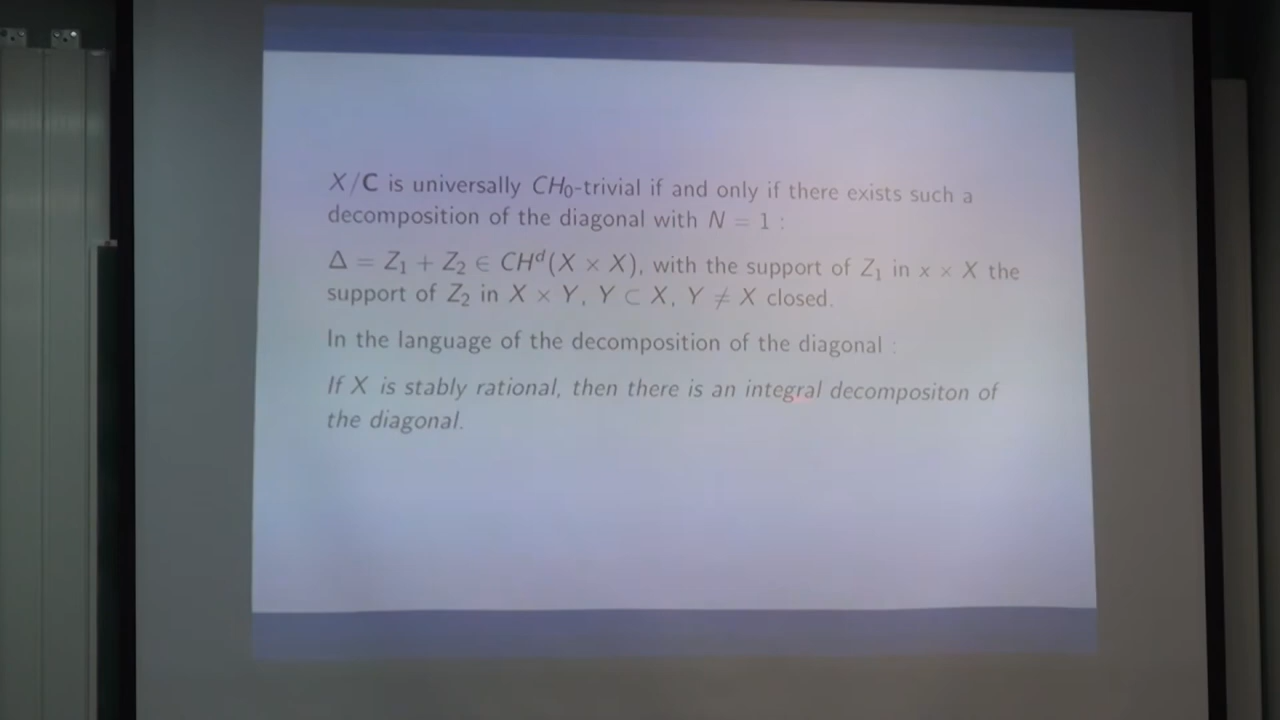 X/C is universally CH₀-trivial if and only if there exists such a
decomposition of the diagonal with N = 1 :
Δ = Z₁ + Z₂ ∈ CHᵈ(X × X), with the support of Z₁ in x × X the
support of Z₂ in X × Y, Y ⊂ X, Y ≠ X closed.
In the language of the decomposition of the diagonal :
If X is stably rational, then there is an integral decompositon of
the diagonal.